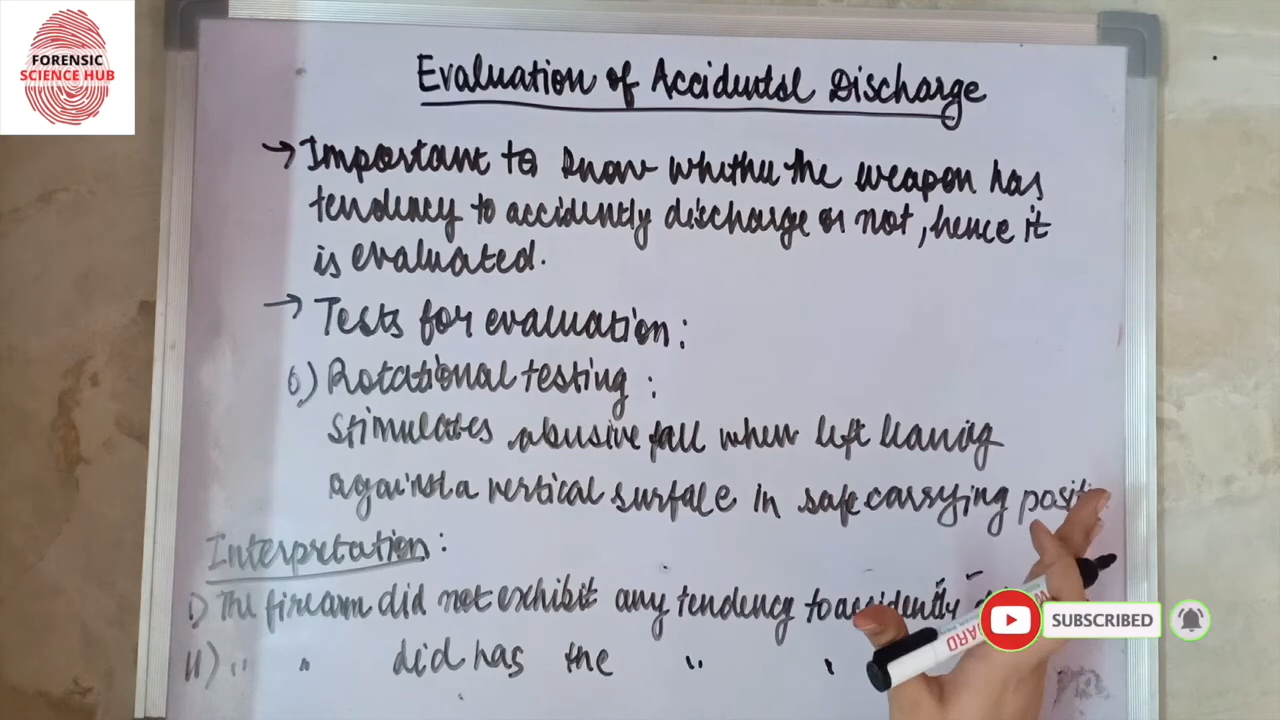 FORENSIC
SCIENCE HUB
Evaluation of Accidental Discharge
→ Important to know whether the weapon has
tendency to accidently discharge or not, hence it
is evaluated.
→ Tests for evaluation:
6.) Rotational testing:
stimulates abusive fall when left leaning
against a vertical surface in safe carrying
Interpretation:
i) The firearm did not exhibit any tendency to accidently
ii) " " did has the " "
SUBSCRIBED